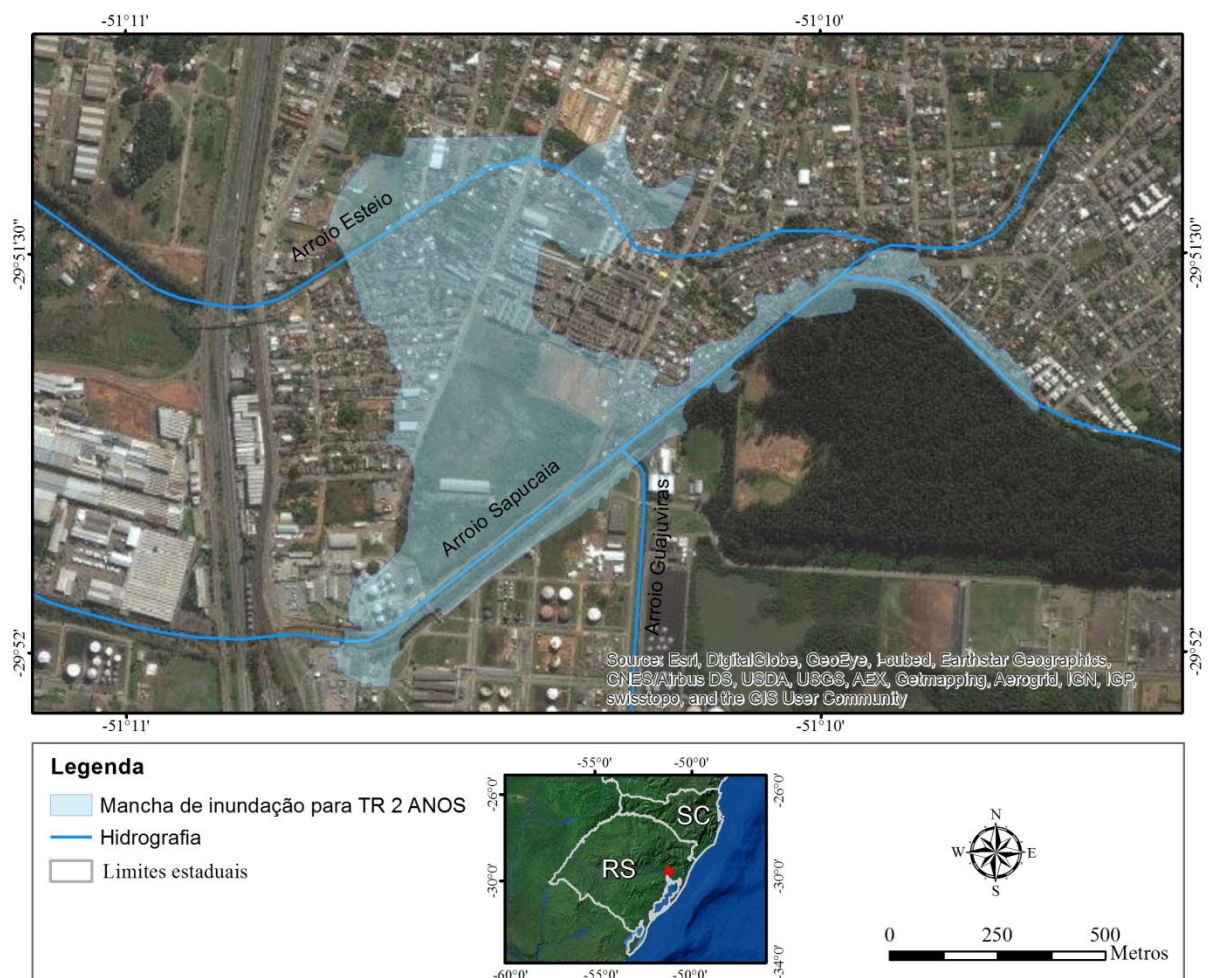 -51°11'
-51°10'
-29°51'30"
-29°51'30"
Arroio Esteio
Arroio Sapucaia
Arroio Guajuviras
-29°52'
-29°52'
Source: Esri, DigitalGlobe, GeoEye, i-cubed, Earthstar Geographics,
CNES/Airbus DS, USDA, USGS, AEX, Getmapping, Aerogrid, IGN, IGP,
swisstopo, and the GIS User Community
-51°11'
-51°10'
Legenda
Mancha de inundação para TR 2 ANOS
Hidrografia
Limites estaduais
-55°0'
-50°0'
-26°0'
-26°0'
SC
RS
-30°0'
-30°0'
-34°0'
-60°0'
-55°0'
-50°0'
N
W
E
S
0
250
500
Metros